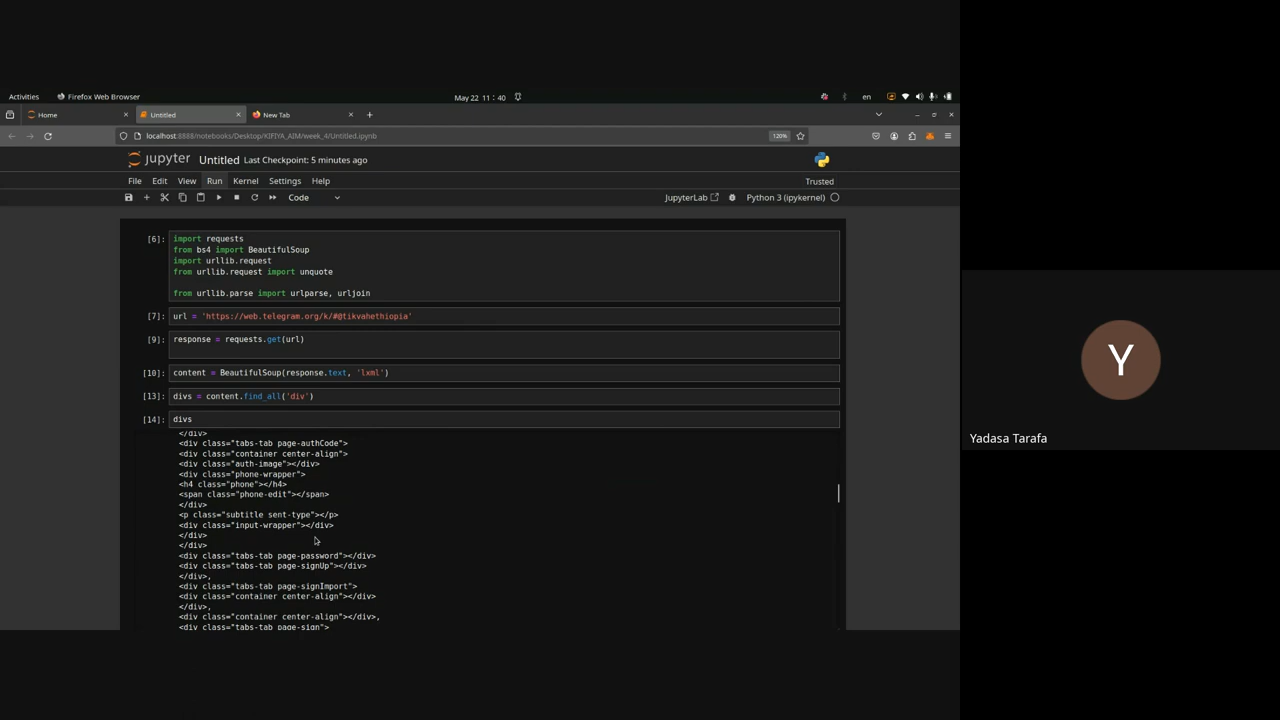 Activities
Firefox Web Browser
May 22 11:40
en
Home
Untitled
New Tab
localhost:8888/notebooks/Desktop/KIFIYA_AIM/week_4/Untitled.ipynb
120%
jupyter Untitled Last Checkpoint: 5 minutes ago
File Edit View Run Kernel Settings Help
Trusted
Code
JupyterLab
Python 3 (ipykernel)
[6]: import requests
from bs4 import BeautifulSoup
import urllib.request
from urllib.request import unquote
from urllib.parse import urlparse, urljoin
[7]: url = 'https://web.telegram.org/k/#@tikvahethiopia'
[9]: response = requests.get(url)
[10]: content = BeautifulSoup(response.text, 'lxml')
[13]: divs = content.find_all('div')
[14]: divs
</div>
<div class="tabs-tab page-authCode">
<div class="container center-align">
<div class="auth-image"></div>
<div class="phone-wrapper">
<h4 class="phone"></h4>
<span class="phone-edit"></span>
</div>
<p class="subtitle sent-type"></p>
<div class="input-wrapper"></div>
</div>
</div>
<div class="tabs-tab page-password"></div>
<div class="tabs-tab page-signUp"></div>
</div>,
<div class="tabs-tab page-signImport">
<div class="container center-align"></div>
</div>,
<div class="container center-align"></div>,
<div class="tabs-tab page-sign">
Y
Yadasa Tarafa